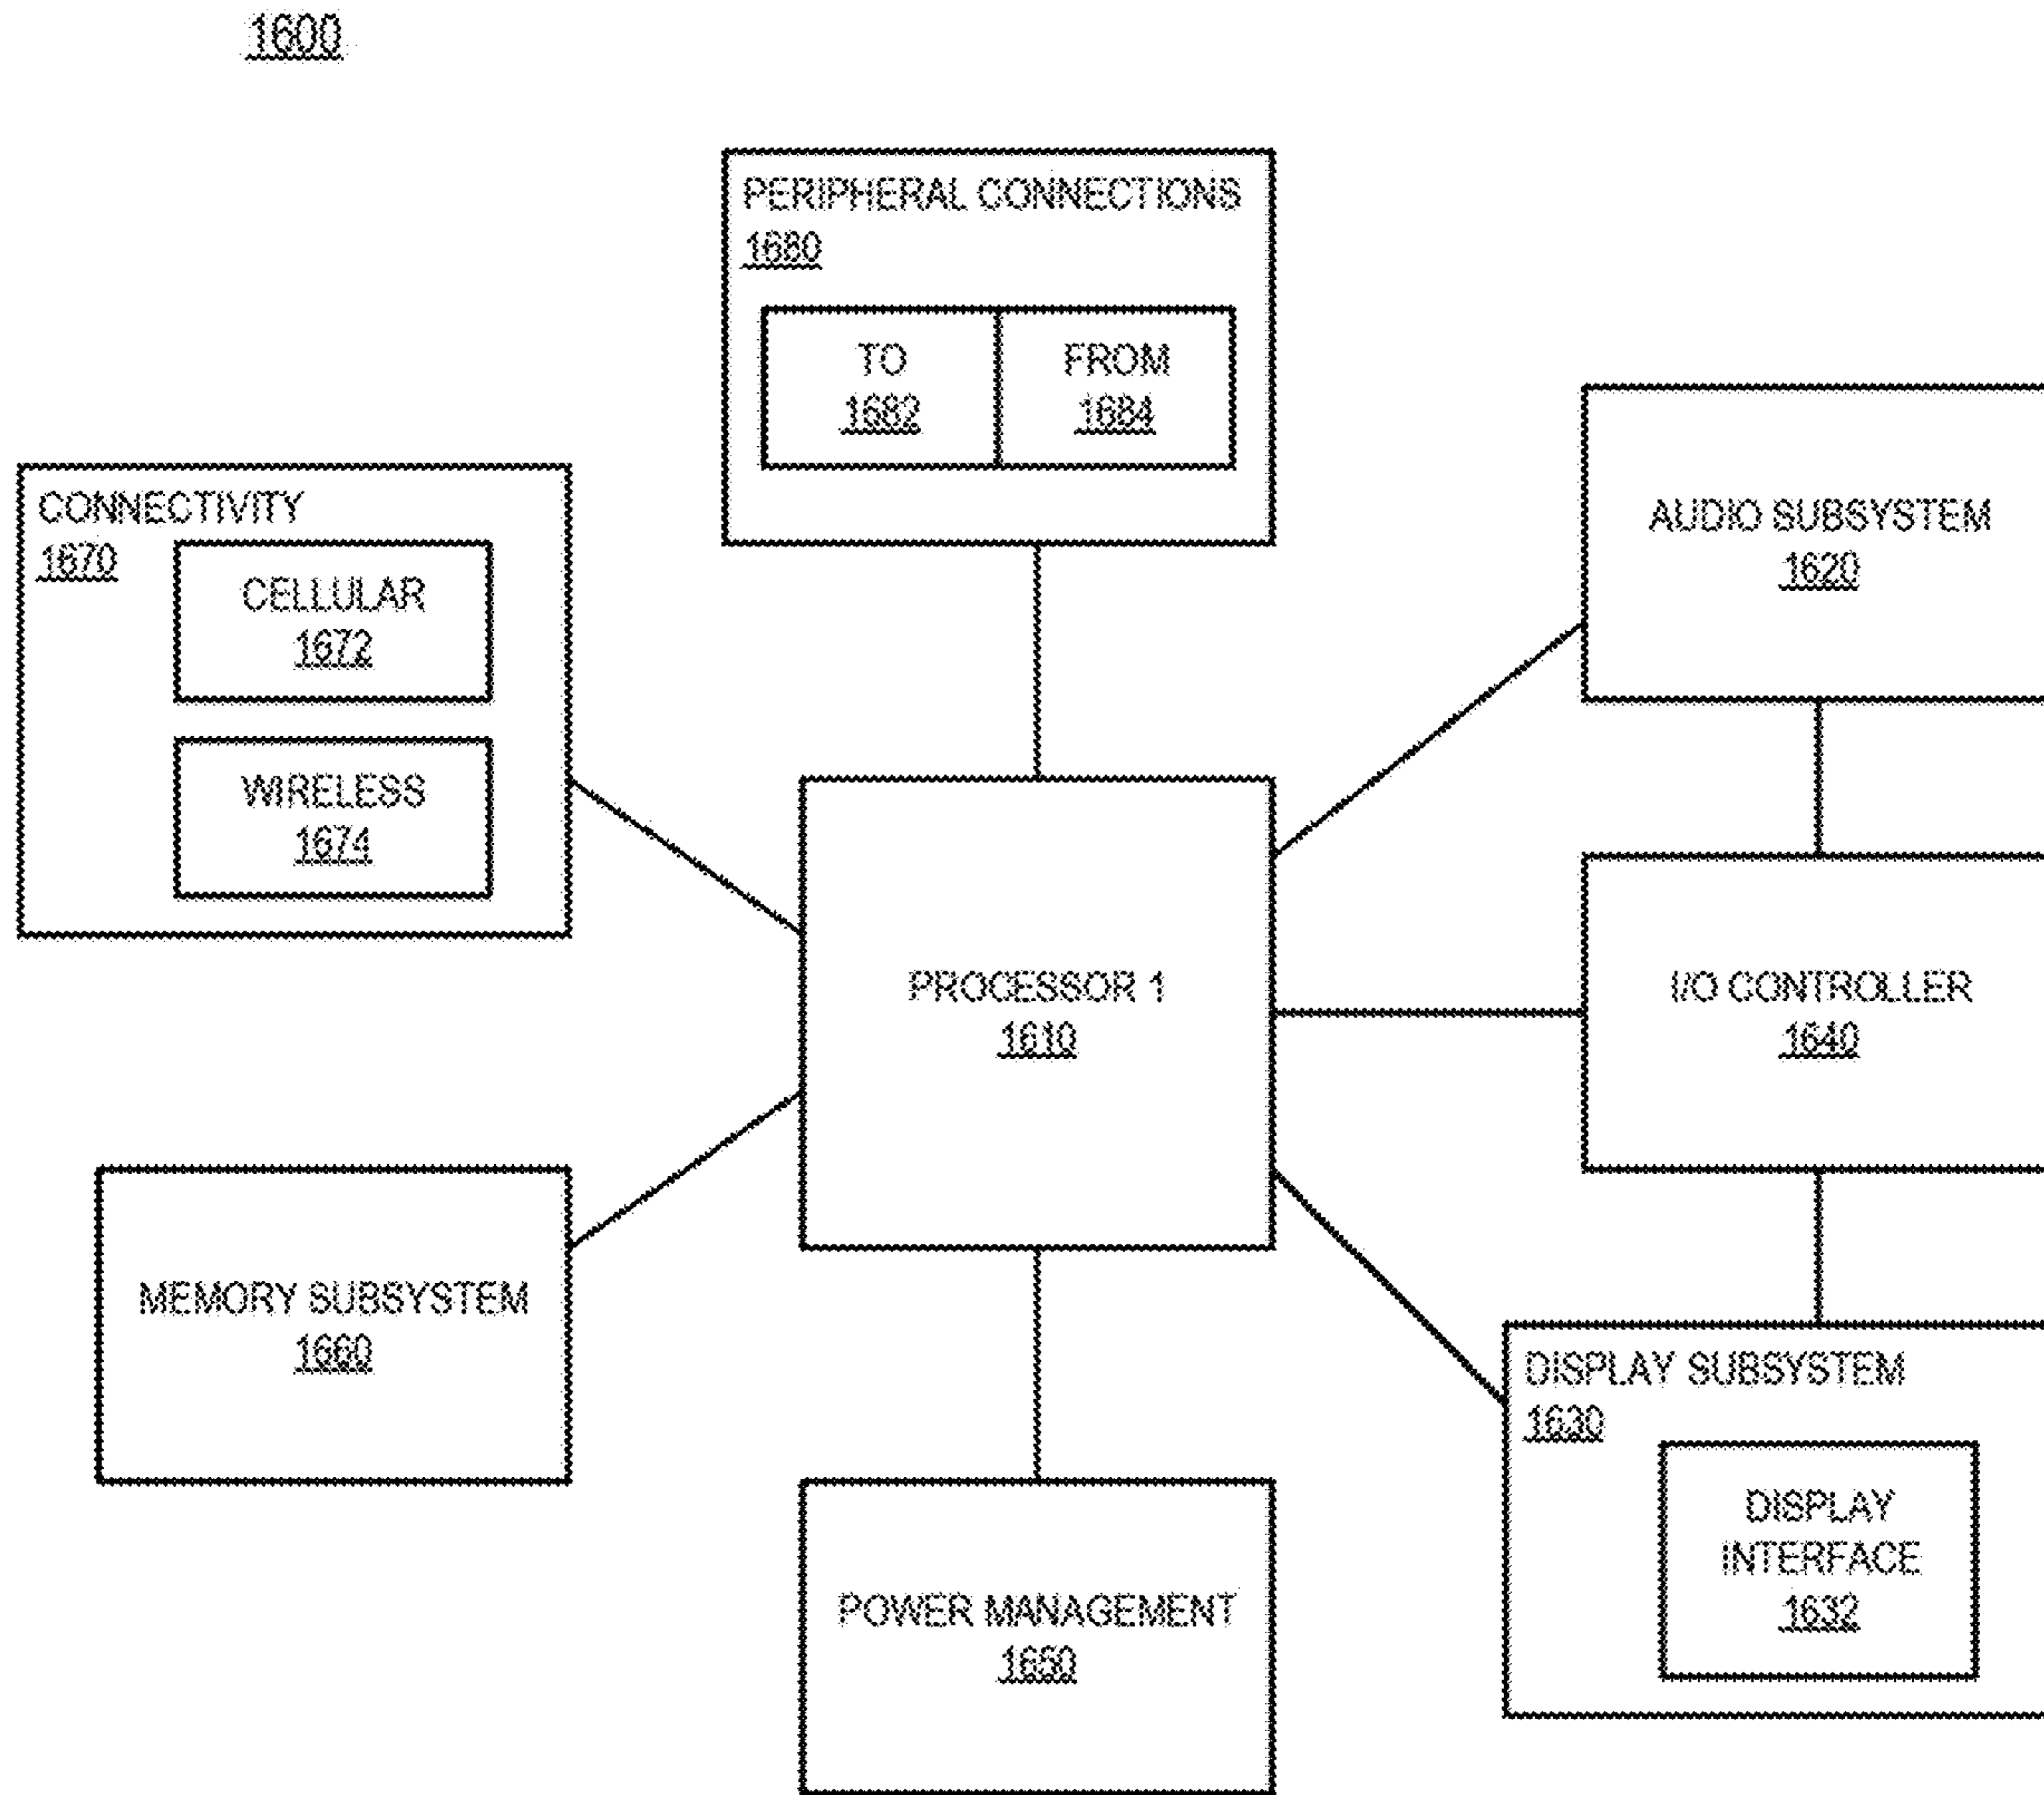 1600
PERIPHERAL CONNECTIONS
1680
TO
1682
FROM
1684
CONNECTIVITY
1670
CELLULAR
1672
WIRELESS
1674
AUDIO SUBSYSTEM
1620
PROCESSOR 1
1610
I/O CONTROLLER
1640
MEMORY SUBSYSTEM
1660
DISPLAY SUBSYSTEM
1630
DISPLAY
INTERFACE
1632
POWER MANAGEMENT
1650